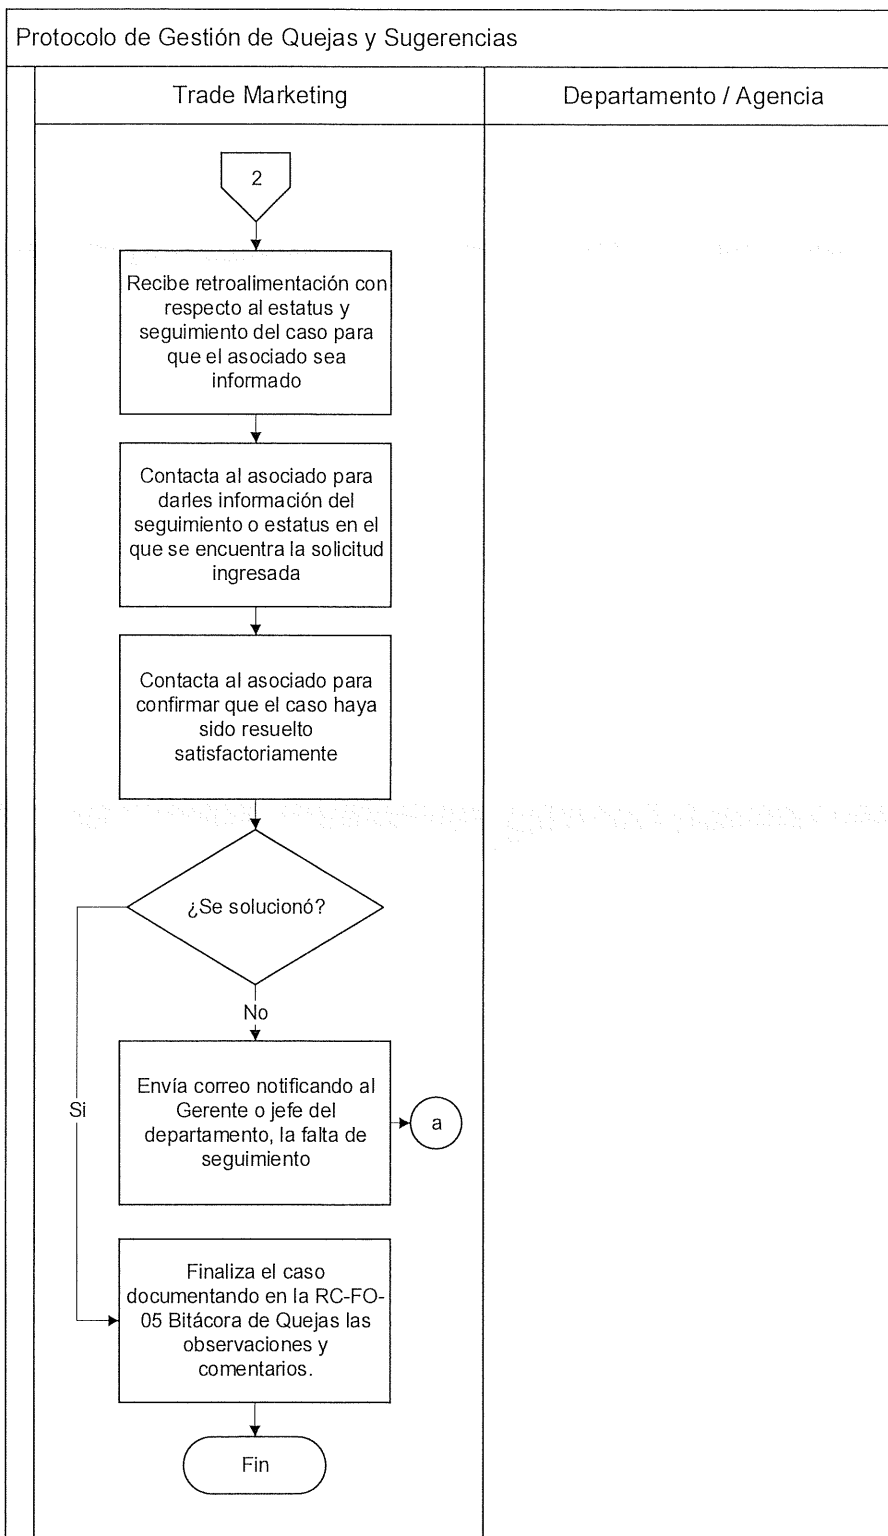 Protocolo de Gestión de Quejas y Sugerencias
Trade Marketing
Departamento / Agencia
2
Recibe retroalimentación con
respecto al estatus y
seguimiento del caso para
que el asociado sea
informado
Contacta al asociado para
darles información del
seguimiento o estatus en el
que se encuentra la solicitud
ingresada
Contacta al asociado para
confirmar que el caso haya
sido resuelto
satisfactoriamente
¿Se solucionó?
No
Si
Envía correo notificando al
Gerente o jefe del
departamento, la falta de
seguimiento
a
Finaliza el caso
documentando en la RC-FO-
05 Bitácora de Quejas las
observaciones y
comentarios.
Fin